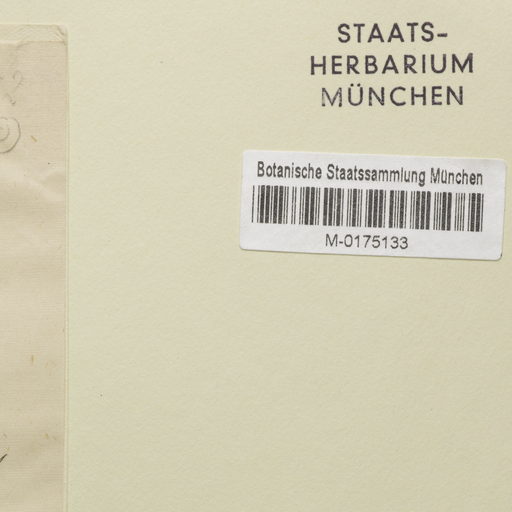 STAATS-
HERBARIUM
MÜNCHEN
Botanische Staatssammlung München
M-0175133